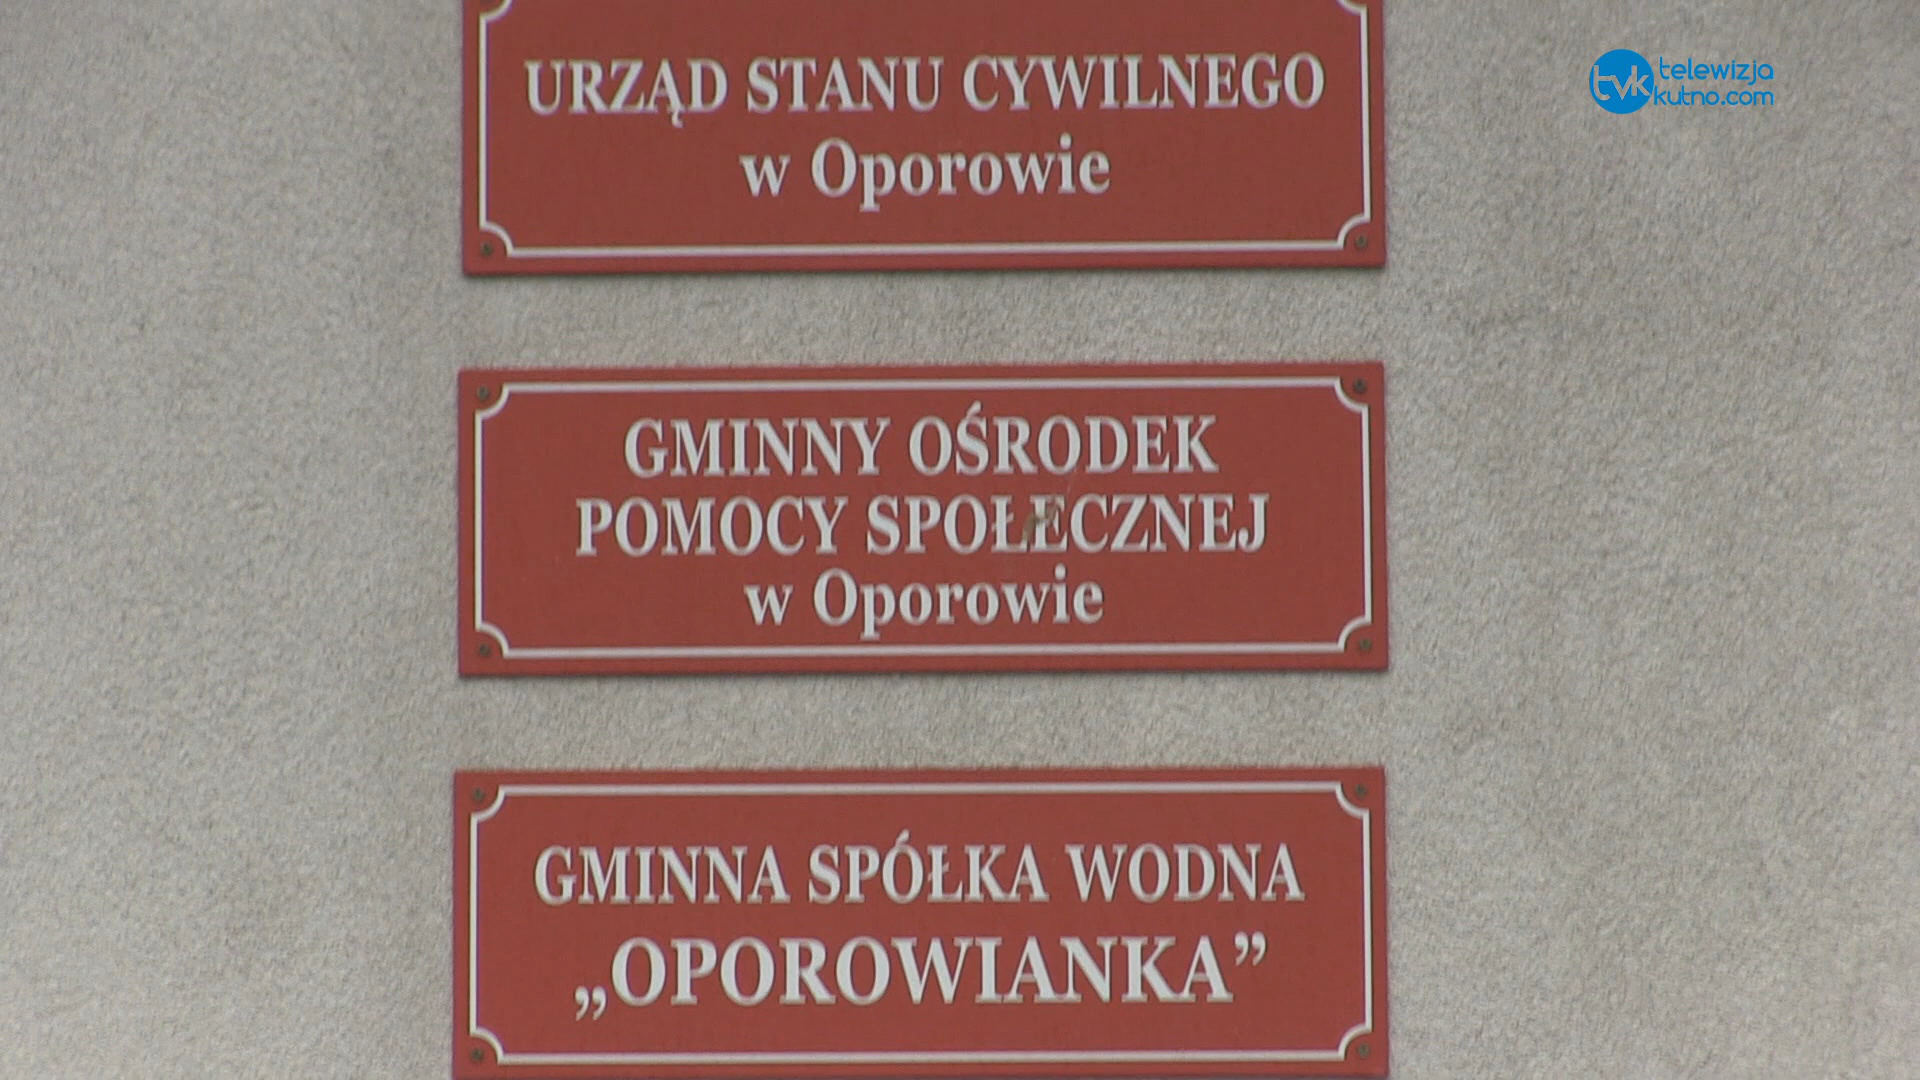 URZĄD STANU CYWILNEGO
w Oporowie
tvk telewizja
kutno.com
GMINNY OŚRODEK
POMOCY SPOŁECZNEJ
w Oporowie
GMINNA SPÓŁKA WODNA
„OPOROWIANKA”